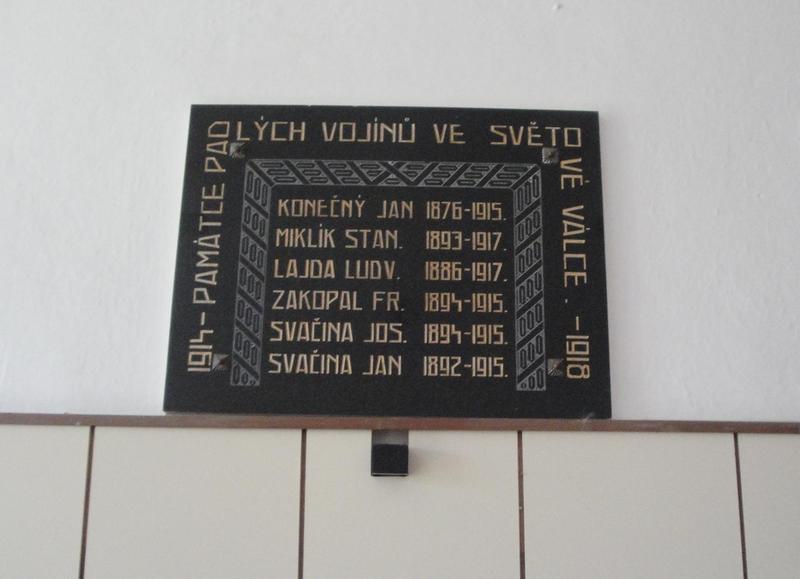 1914 - PAMÁTCE PADLÝCH VOJÍNŮ VE SVĚTOVÉ VÁLCE. - 1918
KONEČNÝ JAN 1876-1915.
MIKLÍK STAN. 1893-1917.
LAJDA LUDV. 1886-1917.
ZAKOPAL FR. 1894-1915.
SVAČINA JOS. 1894-1915.
SVAČINA JAN 1892-1915.